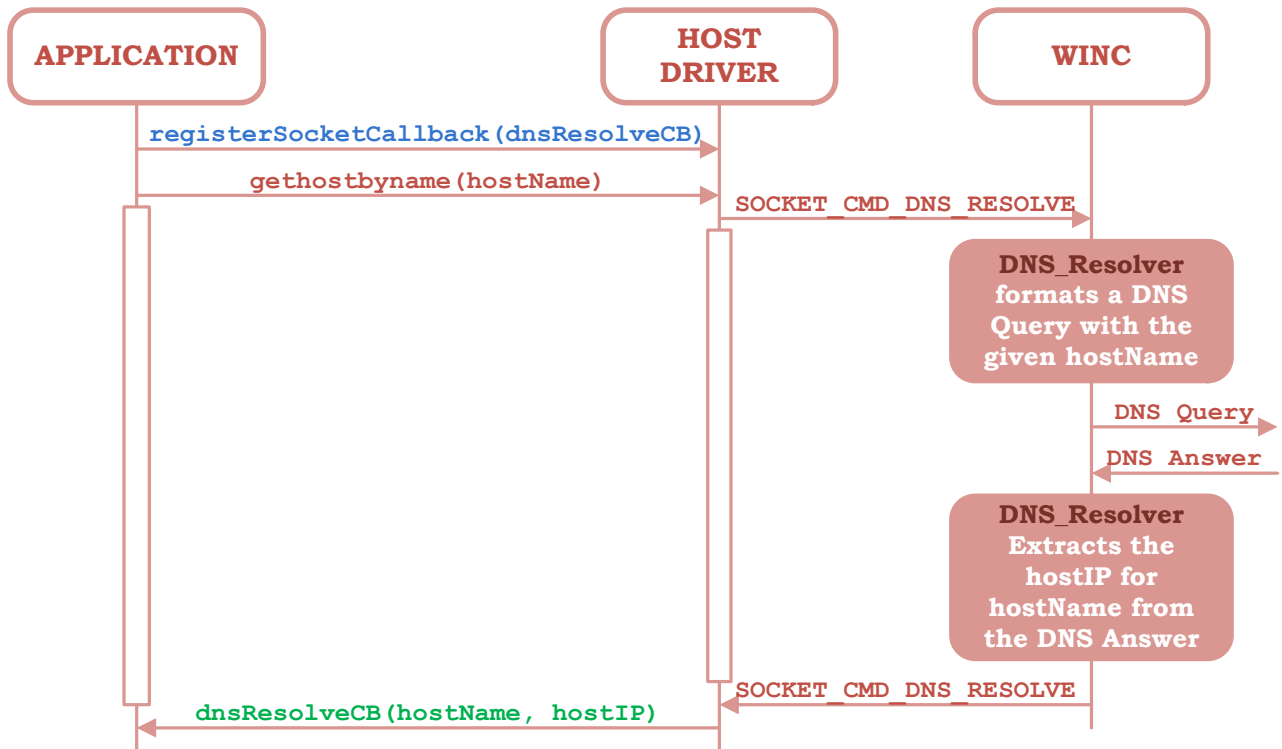 APPLICATION
HOST
DRIVER
WINC
registerSocketCallback(dnsResolveCB)
gethostbyname(hostName)
SOCKET_CMD_DNS_RESOLVE
DNS_Resolver
formats a DNS
Query with the
given hostName
DNS Query
DNS Answer
DNS_Resolver
Extracts the
hostIP for
hostName from
the DNS Answer
SOCKET_CMD_DNS_RESOLVE
dnsResolveCB(hostName, hostIP)